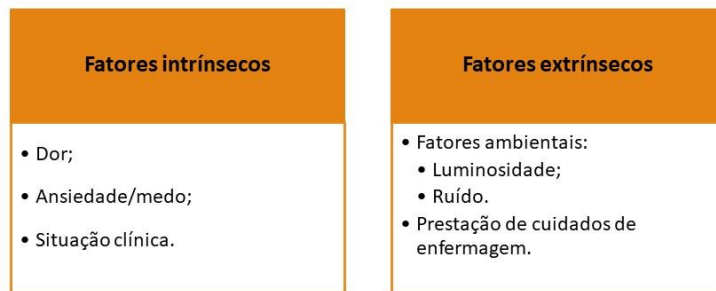 Fatores intrínsecos
• Dor;
• Ansiedade/medo;
• Situação clínica.
Fatores extrínsecos
• Fatores ambientais:
• Luminosidade;
• Ruído.
• Prestação de cuidados de
enfermagem.